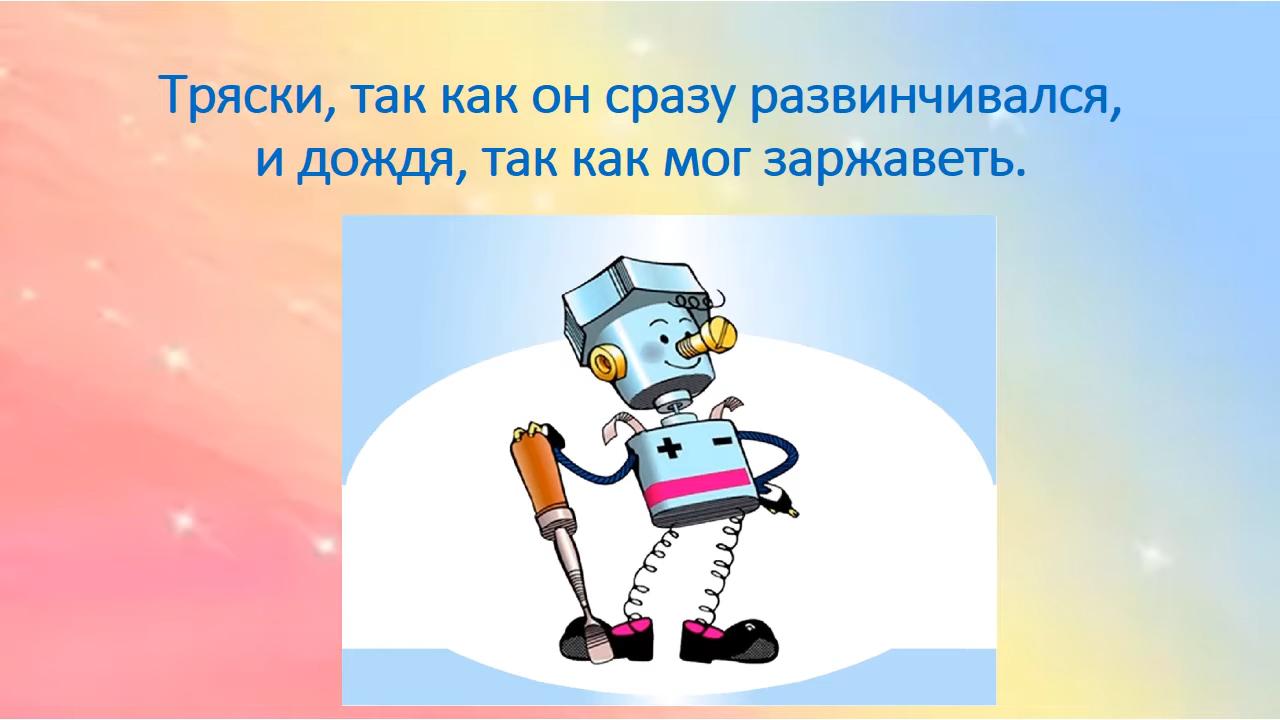 Тряски, так как он сразу развинчивался,
и дождя, так как мог заржаветь.
+ -